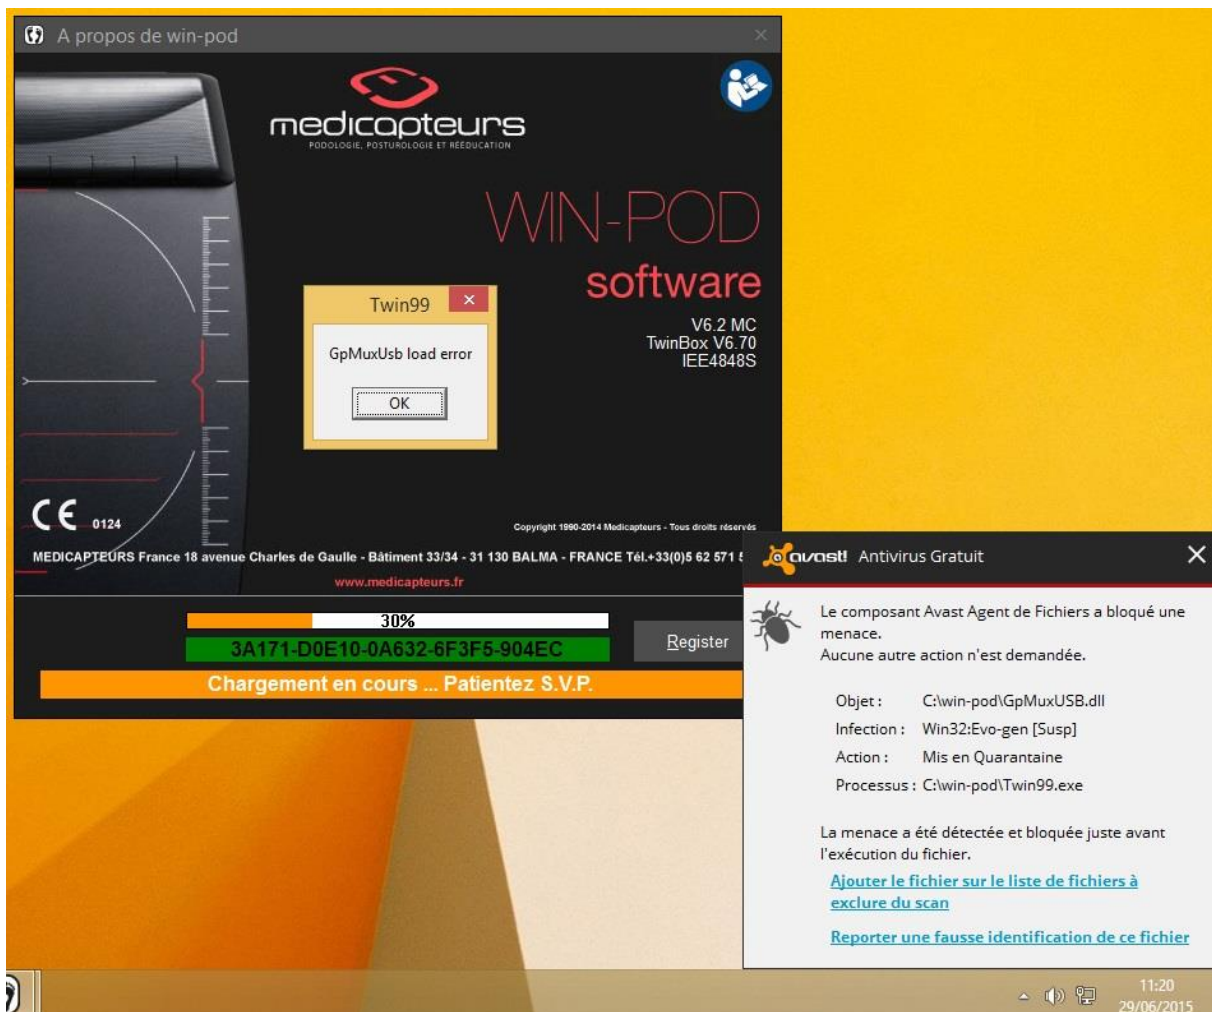 A propos de win-pod
medicapteurs
PODOLOGIE, POSTUROLOGIE ET RÉÉDUCATION
WIN-POD
software
V6.2 MC
TwinBox V6.70
IEE4848S
Twin99
GpMuxUsb load error
OK
CE 0124
Copyright 1990-2014 Medicapteurs - Tous droits réservés
MEDICAPTEURS France 18 avenue Charles de Gaulle - Bâtiment 33/34 - 31 130 BALMA - FRANCE Tél.+33(0)5 62 571 5
www.medicapteurs.fr
30%
3A171-D0E10-0A632-6F3F5-904EC
Register
Chargement en cours ... Patientez S.V.P.
avast! Antivirus Gratuit
Le composant Avast Agent de Fichiers a bloqué une
menace.
Aucune autre action n'est demandée.
Objet : C:\win-pod\GpMuxUSB.dll
Infection : Win32:Evo-gen [Susp]
Action : Mis en Quarantaine
Processus : C:\win-pod\Twin99.exe
La menace a été détectée et bloquée juste avant
l'exécution du fichier.
Ajouter le fichier sur le liste de fichiers à
exclure du scan
Reporter une fausse identification de ce fichier
11:20
29/06/2015